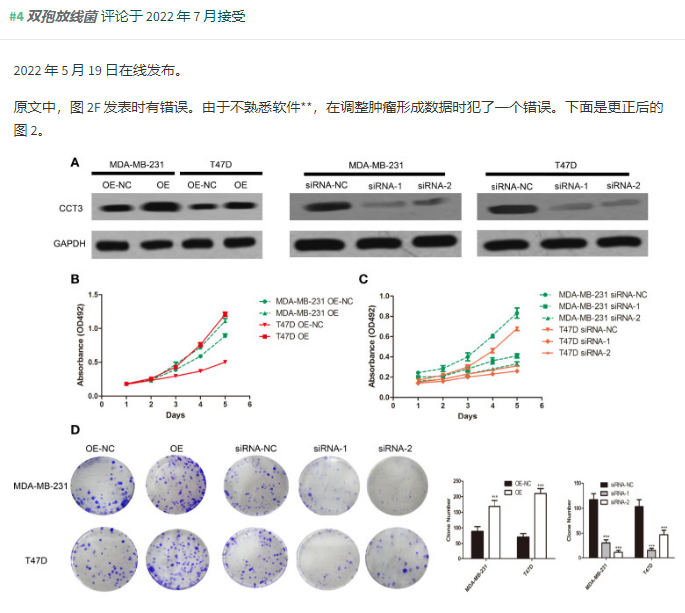 #4 双孢放线菌 评论于 2022 年 7 月接受
2022 年 5 月 19 日在线发布。
原文中，图 2F 发表时有错误。由于不熟悉软件**，在调整肿瘤形成数据时犯了一个错误。下面是更正后的
图 2。
A
MDA-MB-231 T47D MDA-MB-231 T47D
OE-NC OE OE-NC OE siRNA-NC siRNA-1 siRNA-2 siRNA-NC siRNA-1 siRNA-2
CCT3
GAPDH
B
Absorbance (OD492)
1.5
1.0
0.5
0.0
0 1 2 3 4 5 6
Days
MDA-MB-231 OE-NC
MDA-MB-231 OE
T47D OE-NC
T47D OE
C
Absorbance (OD492)
1.0
0.8
0.6
0.4
0.2
0.0
0 1 2 3 4 5 6
Days
MDA-MB-231 siRNA-NC
MDA-MB-231 siRNA-1
MDA-MB-231 siRNA-2
T47D siRNA-NC
T47D siRNA-1
T47D siRNA-2
D
OE-NC OE siRNA-NC siRNA-1 siRNA-2
MDA-MB-231
T47D
Clone Number
250
200
150
100
50
0
OE-NC
OE
***
***
MDA-MB-231
T47D
Clone Number
150
100
50
0
siRNA-NC
siRNA-1
siRNA-2
***
***
***
***
MDA-MB-231
T47D